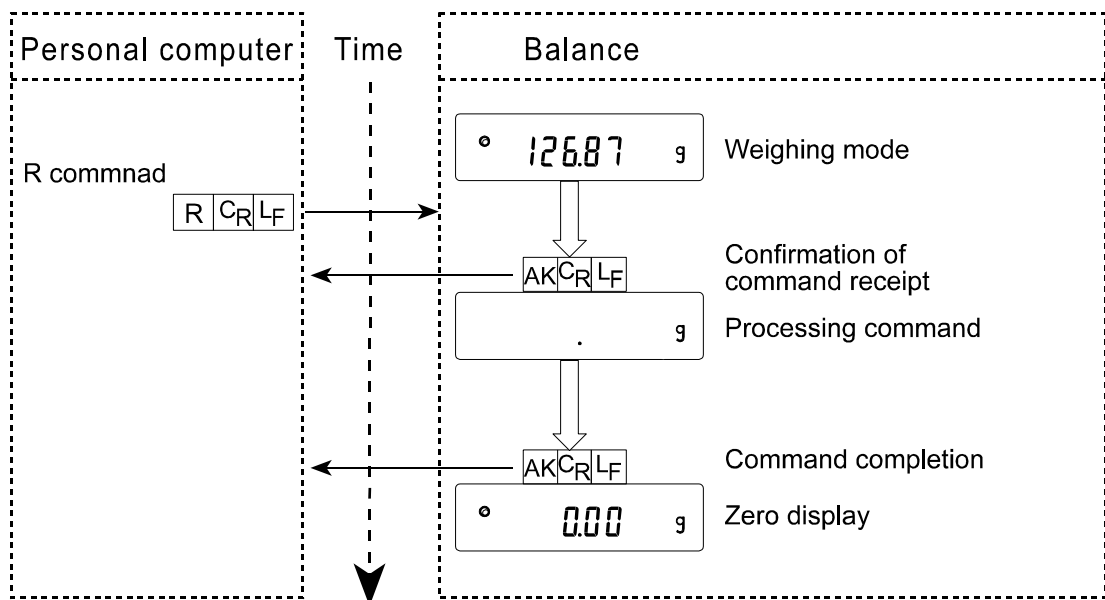 Personal computer
Time
Balance
126.87 g
Weighing mode
R commnad
R CR LF
Confirmation of
command receipt
AK CR LF
. g
Processing command
Command completion
AK CR LF
0.00 g
Zero display